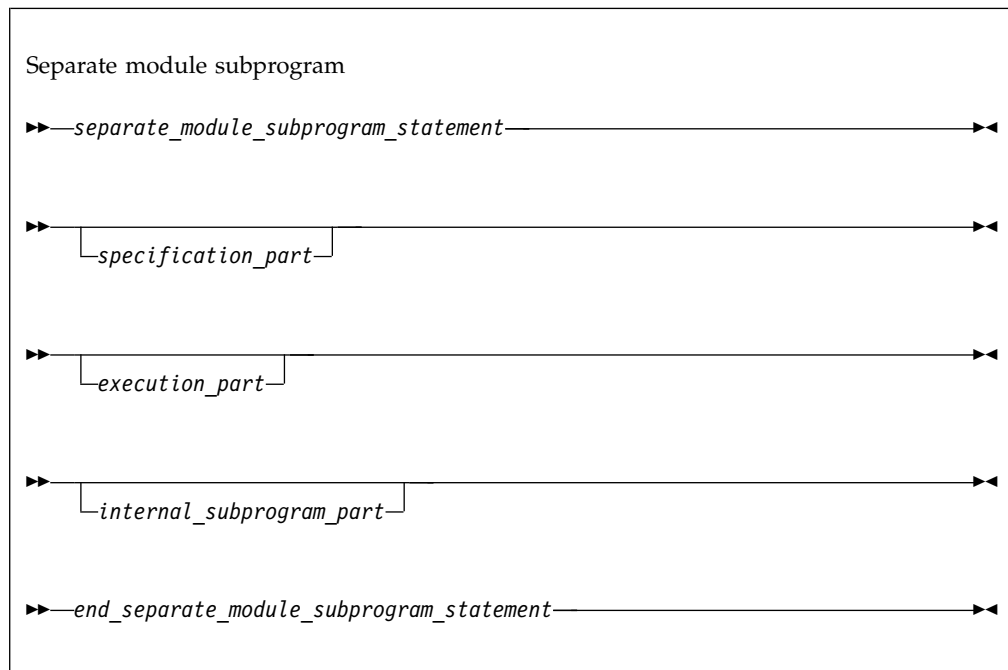 Separate module subprogram
separate_module_subprogram_statement
specification_part
execution_part
internal_subprogram_part
end_separate_module_subprogram_statement